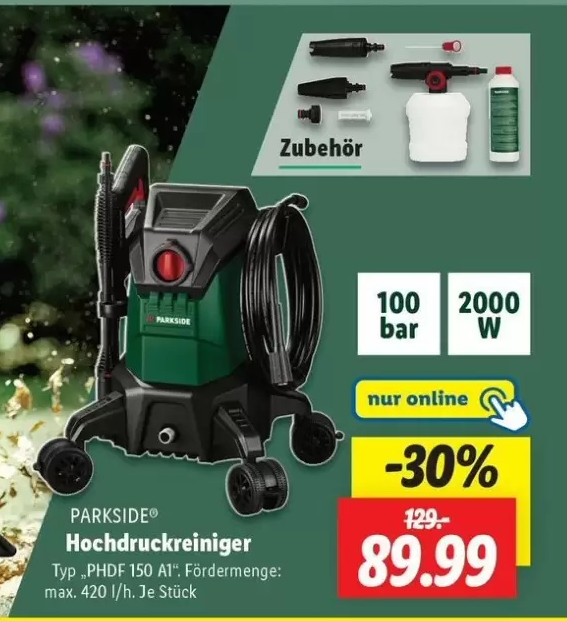 Zubehör
PARKSIDE
100
bar
2000
W
nur online
-30%
129.-
89.99
PARKSIDE®
Hochdruckreiniger
Typ „PHDF 150 A1“. Fördermenge:
max. 420 l/h. Je Stück